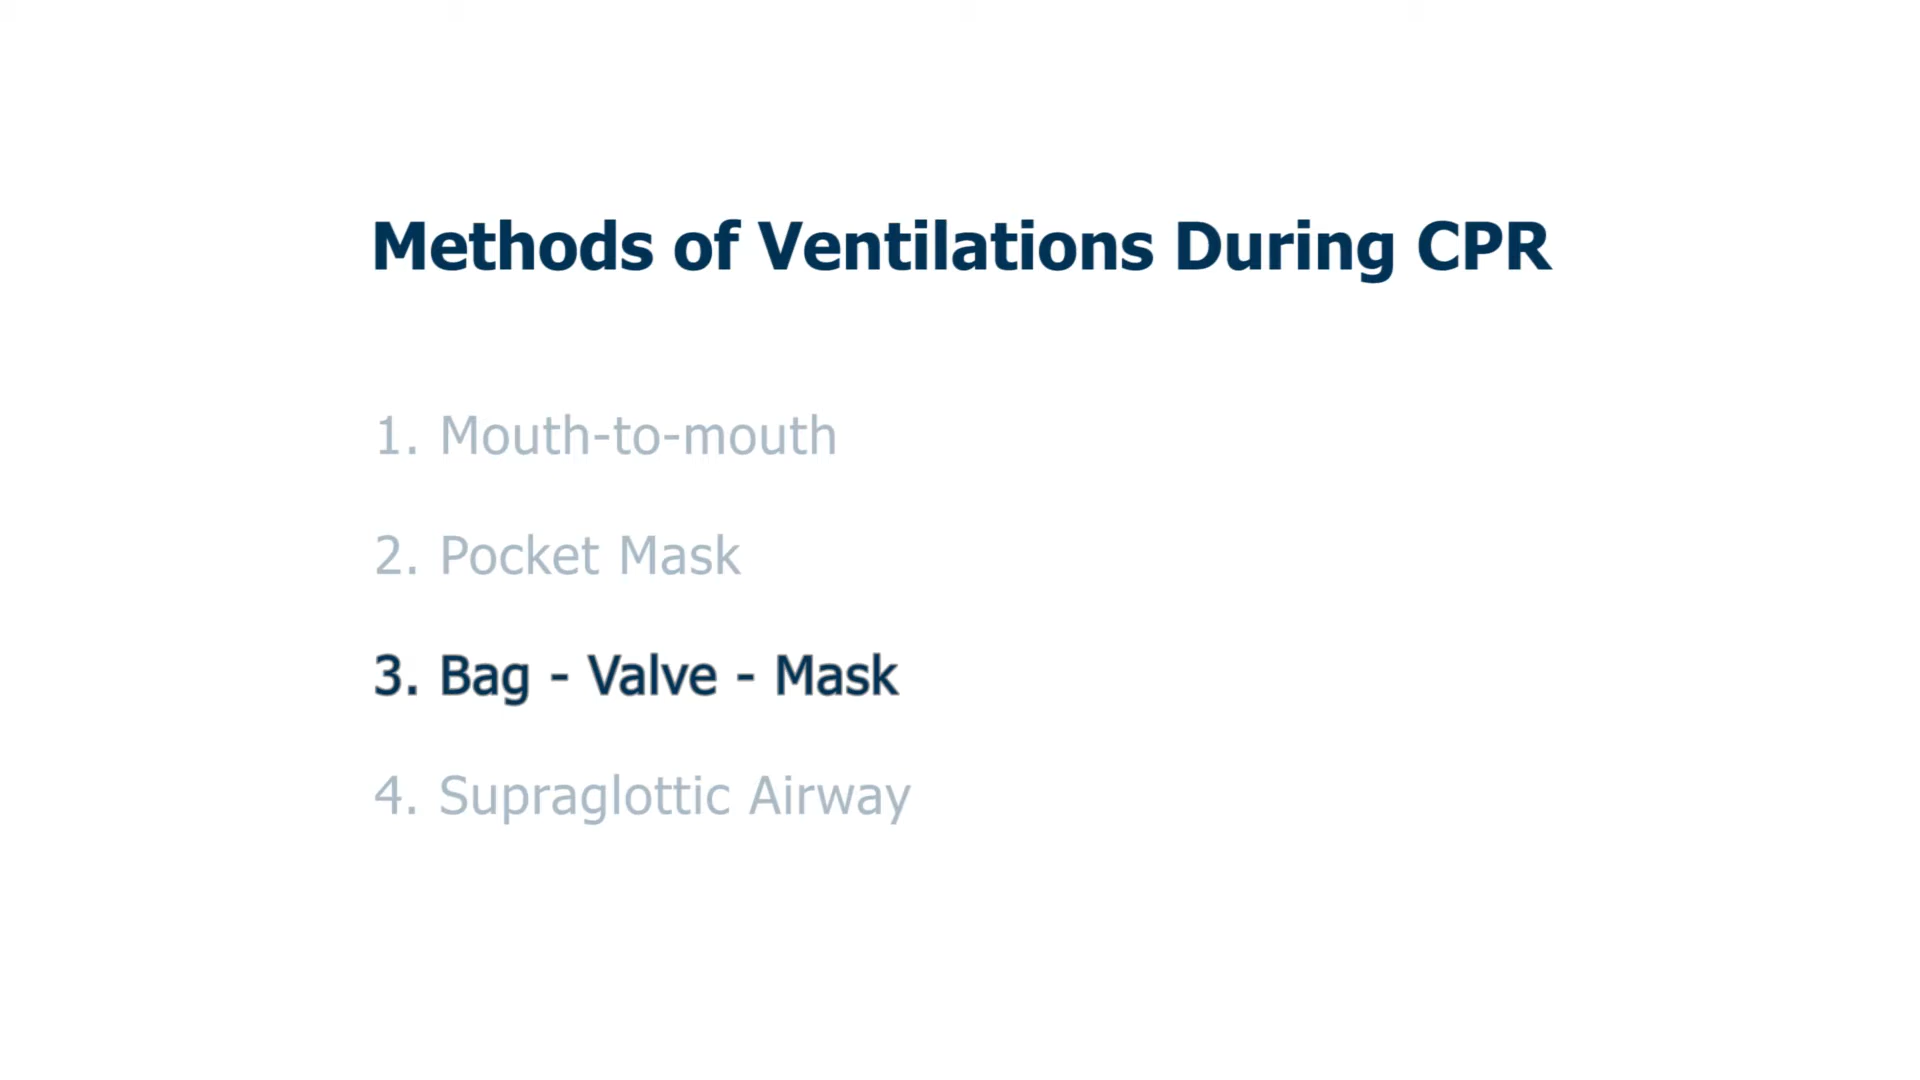 Methods of Ventilations During CPR
1. Mouth-to-mouth
2. Pocket Mask
3. Bag - Valve - Mask
4. Supraglottic Airway